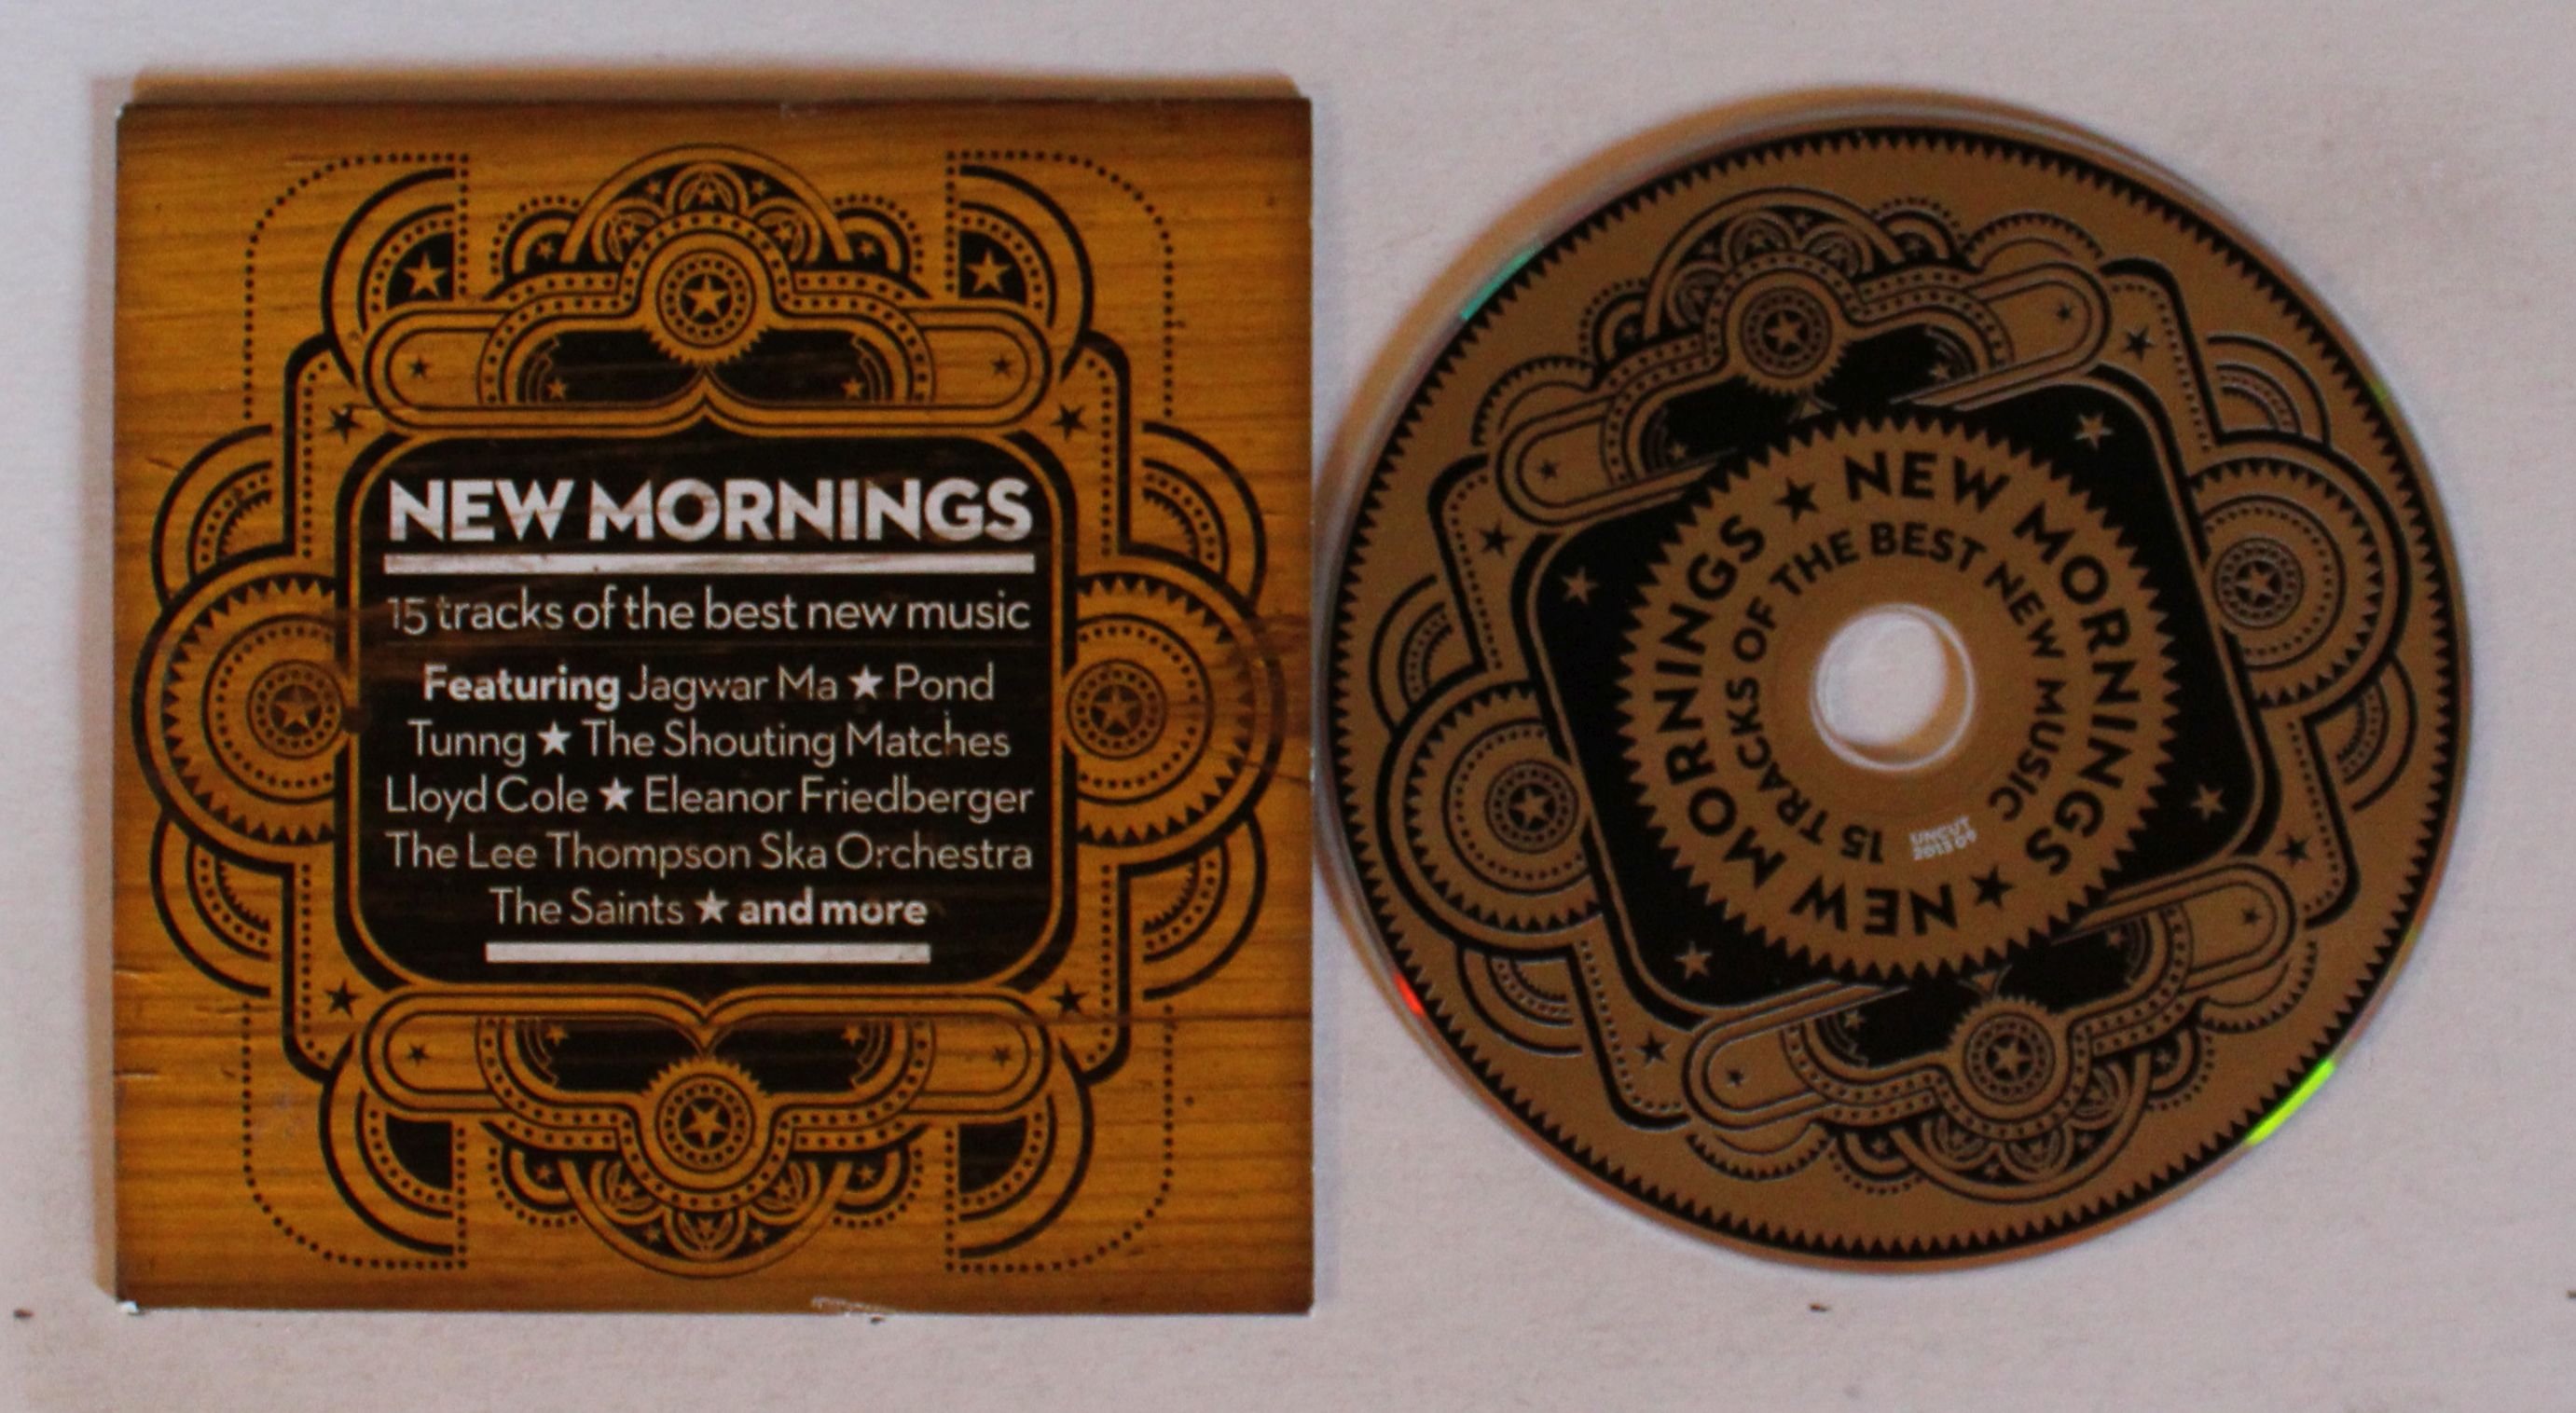 NEW MORNINGS
15 tracks of the best new music
Featuring Jagwar Ma ★ Pond
Tunng ★ The Shouting Matches
Lloyd Cole ★ Eleanor Friedberger
The Lee Thompson Ska Orchestra
The Saints ★ and more
NEW MORNINGS ★ NEW MORNINGS ★
15 TRACKS OF THE BEST NEW MUSIC
UNCUT
2013 09